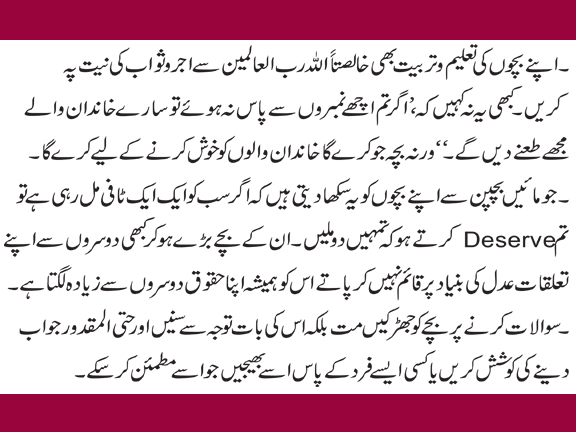 ۔اپنے بچوں کی تعلیم و تربیت بھی خالصتاً اللہ رب العالمین سے اجر و ثواب کی نیت پہ
کریں۔ کبھی یہ نہ کہیں کہ،’اگر تم اچھے نمبروں سے پاس نہ ہوئے تو سارے خاندان والے
مجھے طعنے دیں گے۔‘‘ ورنہ بچہ جو کرے گا خاندان والوں کو خوش کرنے کے لیے کرے گا ۔
۔جو مائیں بچپن سے اپنے بچوں کو یہ سکھا دیتی ہیں کہ اگر سب کو ایک ایک ٹافی مل رہی ہے تو
تم Deserve کرتے ہو کہ تمہیں دو ملیں۔ ان کے بچے بڑے ہو کر کبھی دوسروں سے اپنے
تعلقات عدل کی بنیاد پر قائم نہیں کر پاتے اس کو ہمیشہ اپنا حقوق دوسروں سے زیادہ لگتا ہے۔
۔سوالات کرنے پر بچے کو جھڑکیں مت بلکہ اس کی بات توجہ سے سنیں اور حتی المقدور جواب
دینے کی کوشش کریں یا کسی ایسے فرد کے پاس اسے بھیجیں جو اسے مطمئن کر سکے۔